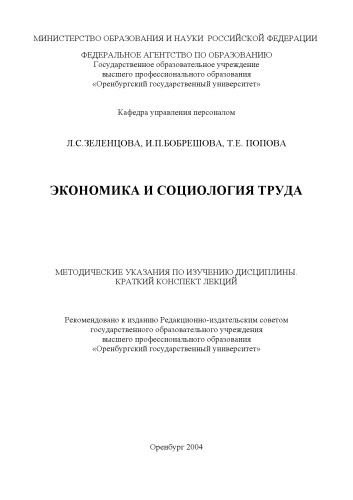 МИНИСТЕРСТВО ОБРАЗОВАНИЯ И НАУКИ РОССИЙСКОЙ ФЕДЕРАЦИИ
ФЕДЕРАЛЬНОЕ АГЕНТСТВО ПО ОБРАЗОВАНИЮ
Государственное образовательное учреждение
высшего профессионального образования
«Оренбургский государственный университет»
Кафедра управления персоналом
Л.С.ЗЕЛЕНЦОВА, И.П.БОБРЕШОВА, Т.Е. ПОПОВА
ЭКОНОМИКА И СОЦИОЛОГИЯ ТРУДА
МЕТОДИЧЕСКИЕ УКАЗАНИЯ ПО ИЗУЧЕНИЮ ДИСЦИПЛИНЫ.
КРАТКИЙ КОНСПЕКТ ЛЕКЦИЙ
Рекомендовано к изданию Редакционно-издательским советом
государственного образовательного учреждения
высшего профессионального образования
«Оренбургский государственный университет»
Оренбург 2004